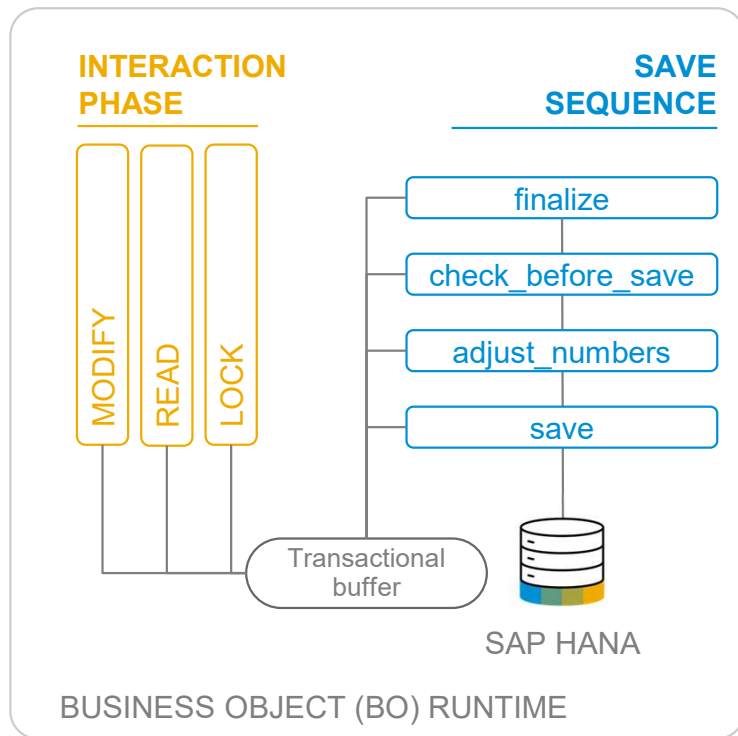 INTERACTION
PHASE
SAVE
SEQUENCE
MODIFY
READ
LOCK
finalize
check_before_save
adjust_numbers
save
Transactional
buffer
SAP HANA
BUSINESS OBJECT (BO) RUNTIME